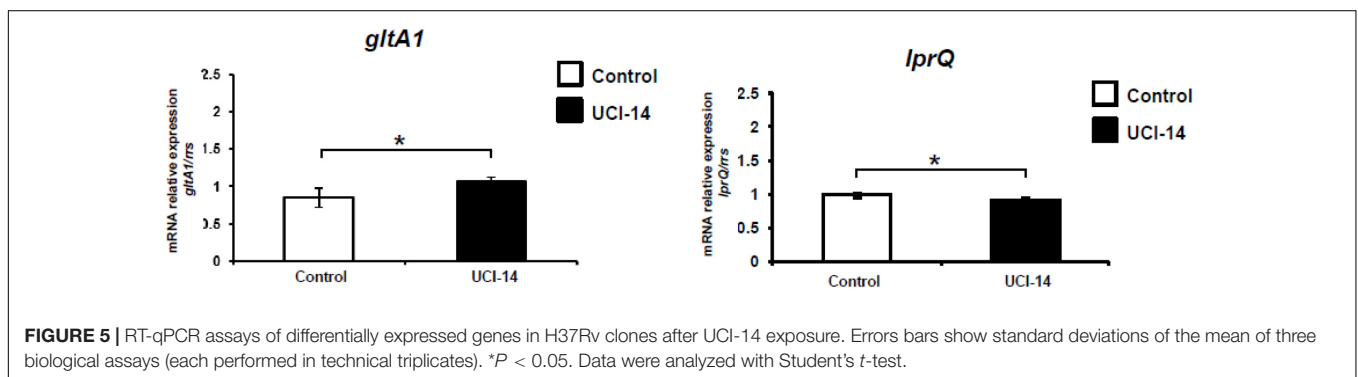 gltA1
Control
UCI-14
mRNA relative expression
gltA1/rrs
2.5
2
1.5
1
0.5
0
*
Control
UCI-14
lprQ
Control
UCI-14
mRNA relative expression
lprQ/rrs
2.5
2
1.5
1
0.5
0
*
Control
UCI-14
FIGURE 5 | RT-qPCR assays of differentially expressed genes in H37Rv clones after UCI-14 exposure. Errors bars show standard deviations of the mean of three
biological assays (each performed in technical triplicates). *P < 0.05. Data were analyzed with Student's t-test.